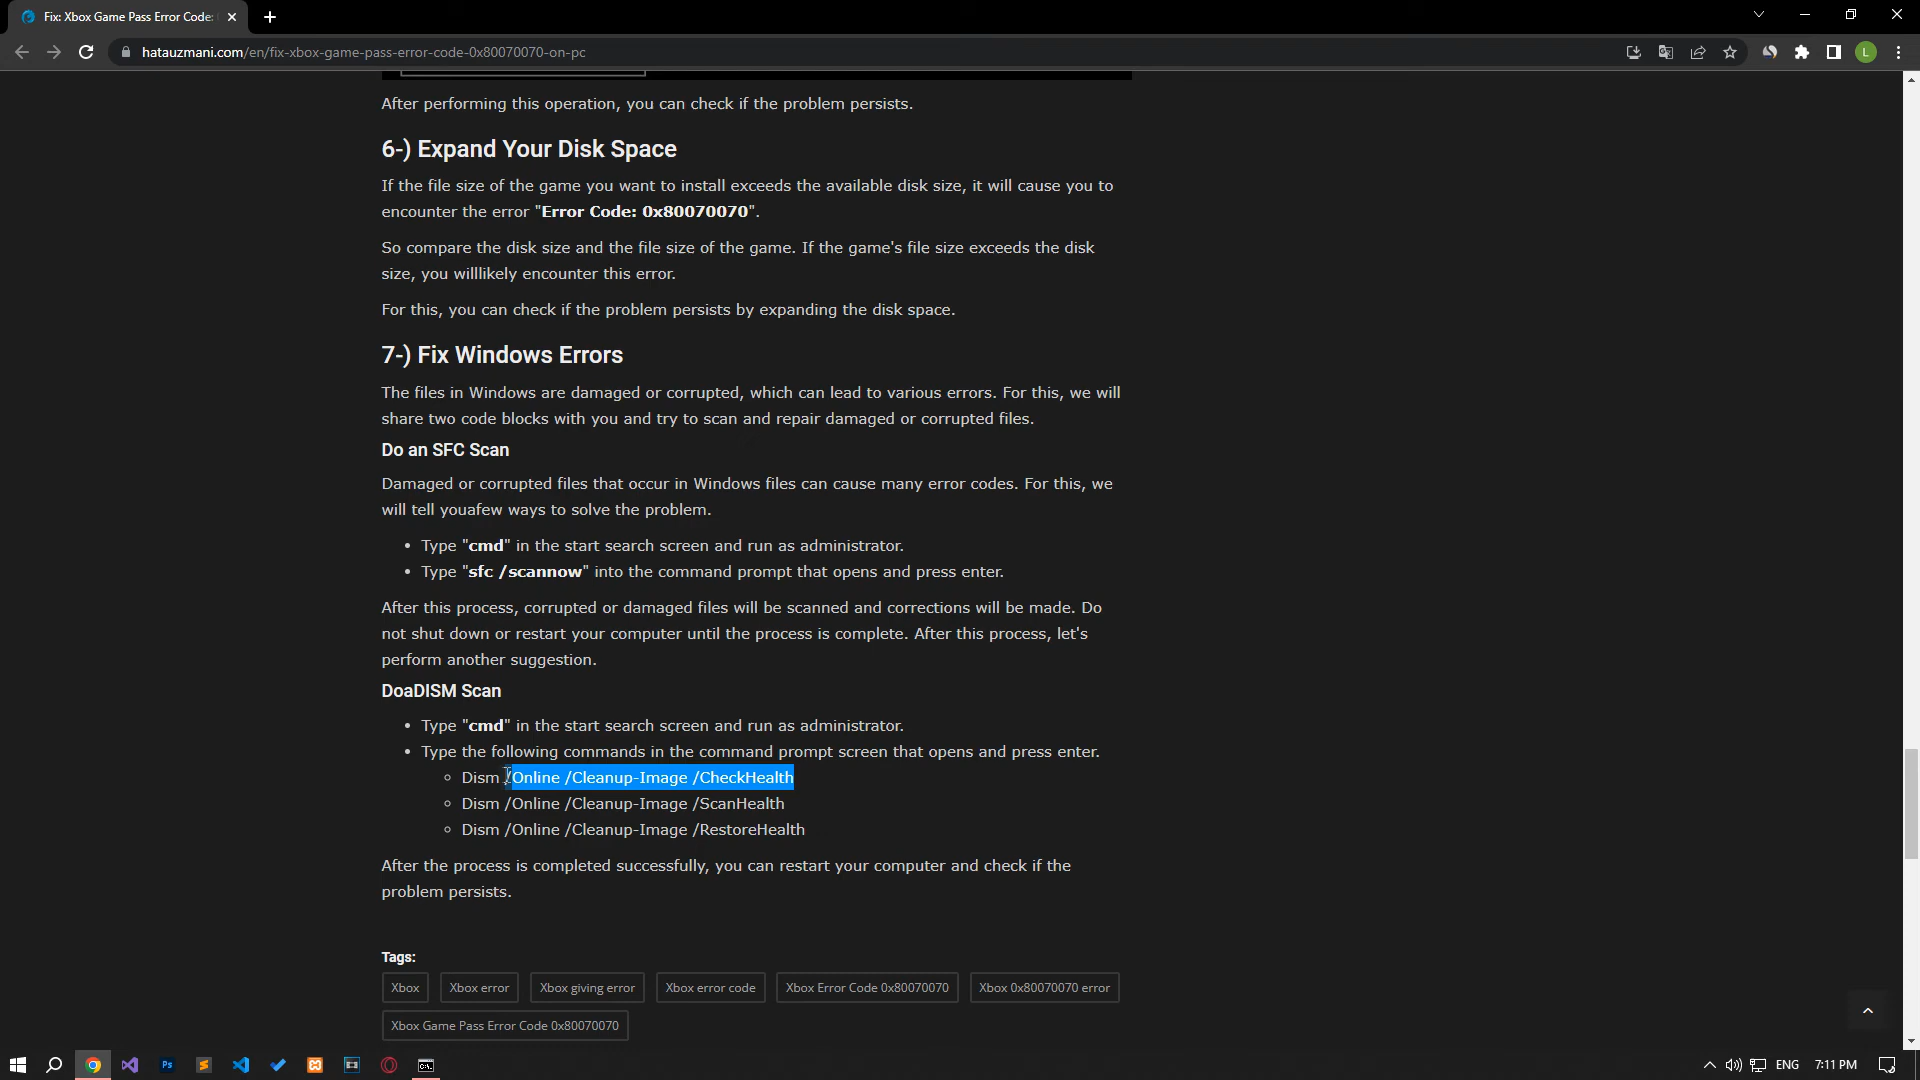 Fix: Xbox Game Pass Error Code:
hatauzmani.com/en/fix-xbox-game-pass-error-code-0x80070070-on-pc
L
After performing this operation, you can check if the problem persists.
6-) Expand Your Disk Space
If the file size of the game you want to install exceeds the available disk size, it will cause you to
encounter the error "Error Code: 0x80070070".
So compare the disk size and the file size of the game. If the game's file size exceeds the disk
size, you willlikely encounter this error.
For this, you can check if the problem persists by expanding the disk space.
7-) Fix Windows Errors
The files in Windows are damaged or corrupted, which can lead to various errors. For this, we will
share two code blocks with you and try to scan and repair damaged or corrupted files.
Do an SFC Scan
Damaged or corrupted files that occur in Windows files can cause many error codes. For this, we
will tell youafew ways to solve the problem.
Type "cmd" in the start search screen and run as administrator.
Type "sfc /scannow" into the command prompt that opens and press enter.
After this process, corrupted or damaged files will be scanned and corrections will be made. Do
not shut down or restart your computer until the process is complete. After this process, let's
perform another suggestion.
DoaDISM Scan
Type "cmd" in the start search screen and run as administrator.
Type the following commands in the command prompt screen that opens and press enter.
Dism /Online /Cleanup-Image /CheckHealth
Dism /Online /Cleanup-Image /ScanHealth
Dism /Online /Cleanup-Image /RestoreHealth
After the process is completed successfully, you can restart your computer and check if the
problem persists.
Tags:
Xbox Xbox error Xbox giving error Xbox error code Xbox Error Code 0x80070070 Xbox 0x80070070 error
Xbox Game Pass Error Code 0x80070070
Ps ENG 7:11 PM